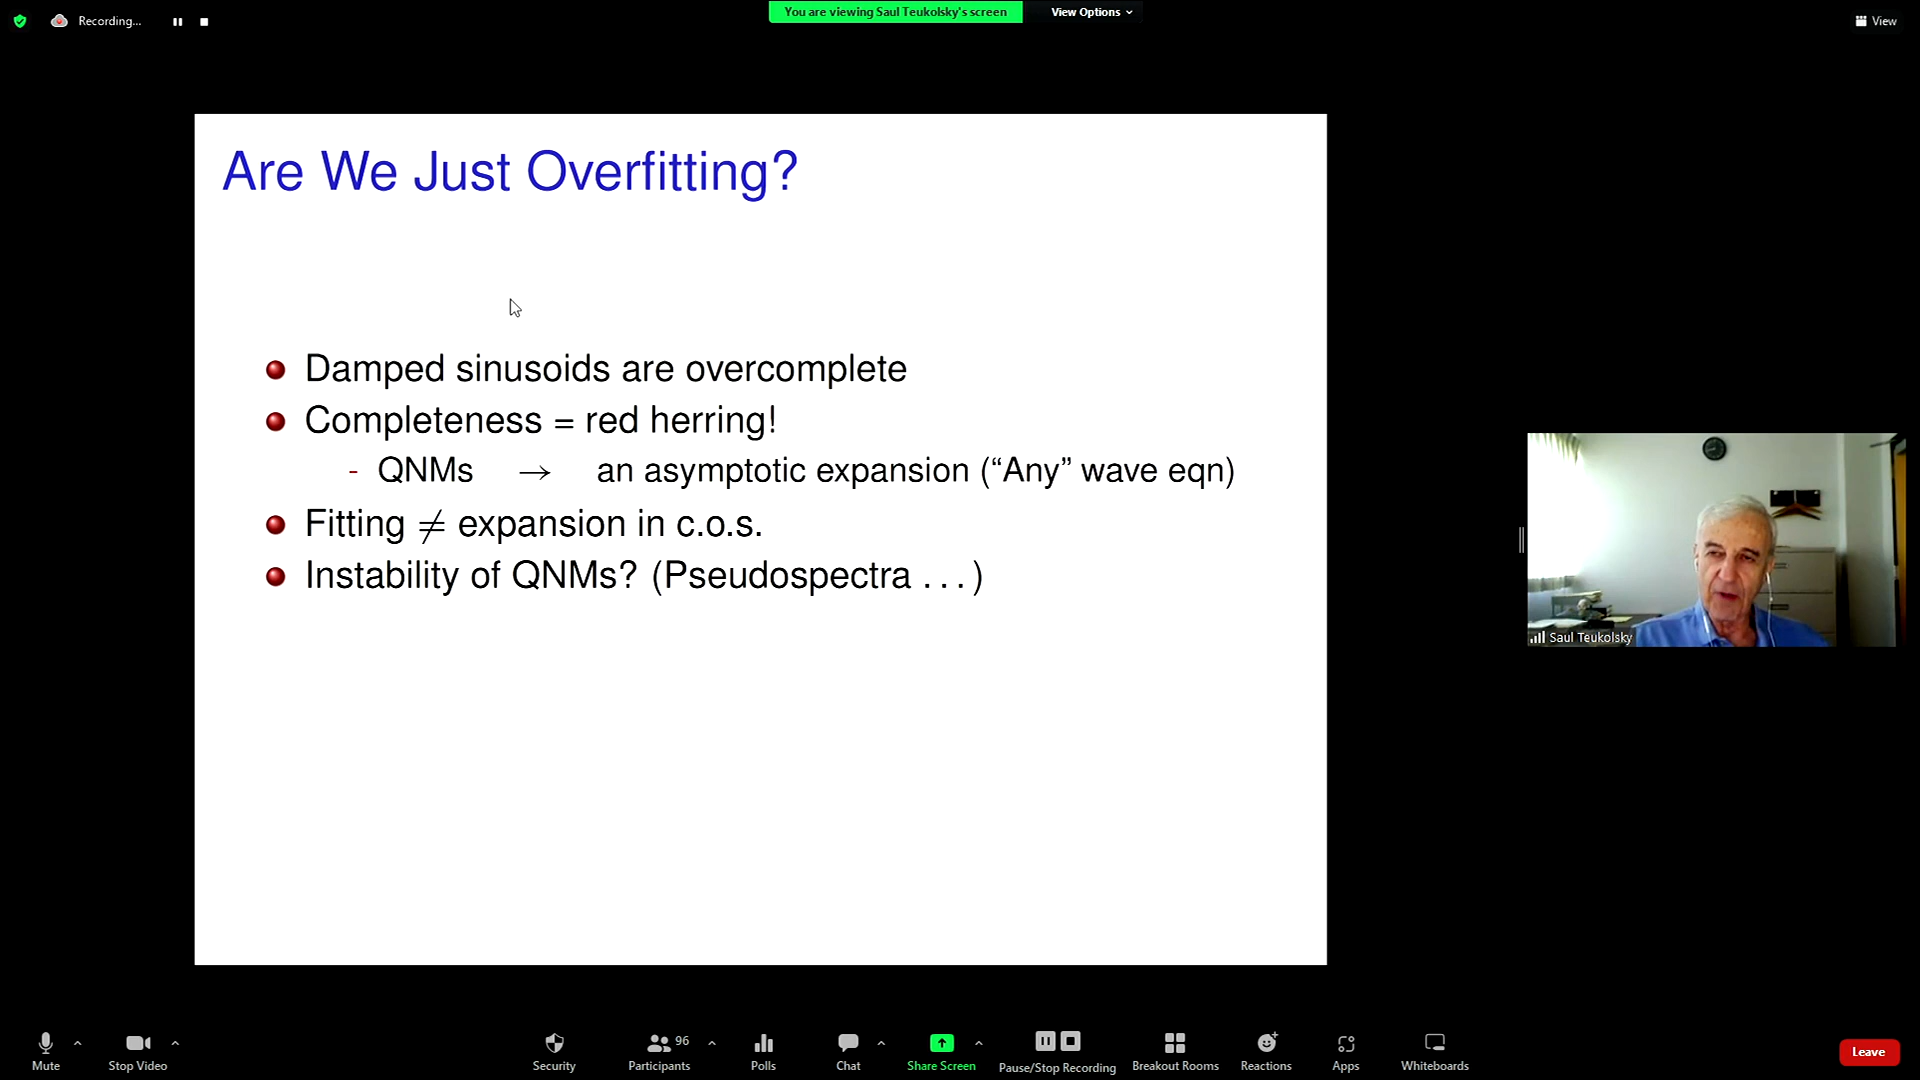 Recording...
You are viewing Saul Teukolsky's screen
View Options
View
Are We Just Overfitting?
Damped sinusoids are overcomplete
Completeness = red herring!
- QNMs → an asymptotic expansion (“Any” wave eqn)
Fitting ≠ expansion in c.o.s.
Instability of QNMs? (Pseudospectra . . . )
Saul Teukolsky
Mute
Stop Video
Security
96
Participants
Polls
Chat
Share Screen
Pause/Stop Recording
Breakout Rooms
Reactions
Apps
Whiteboards
Leave